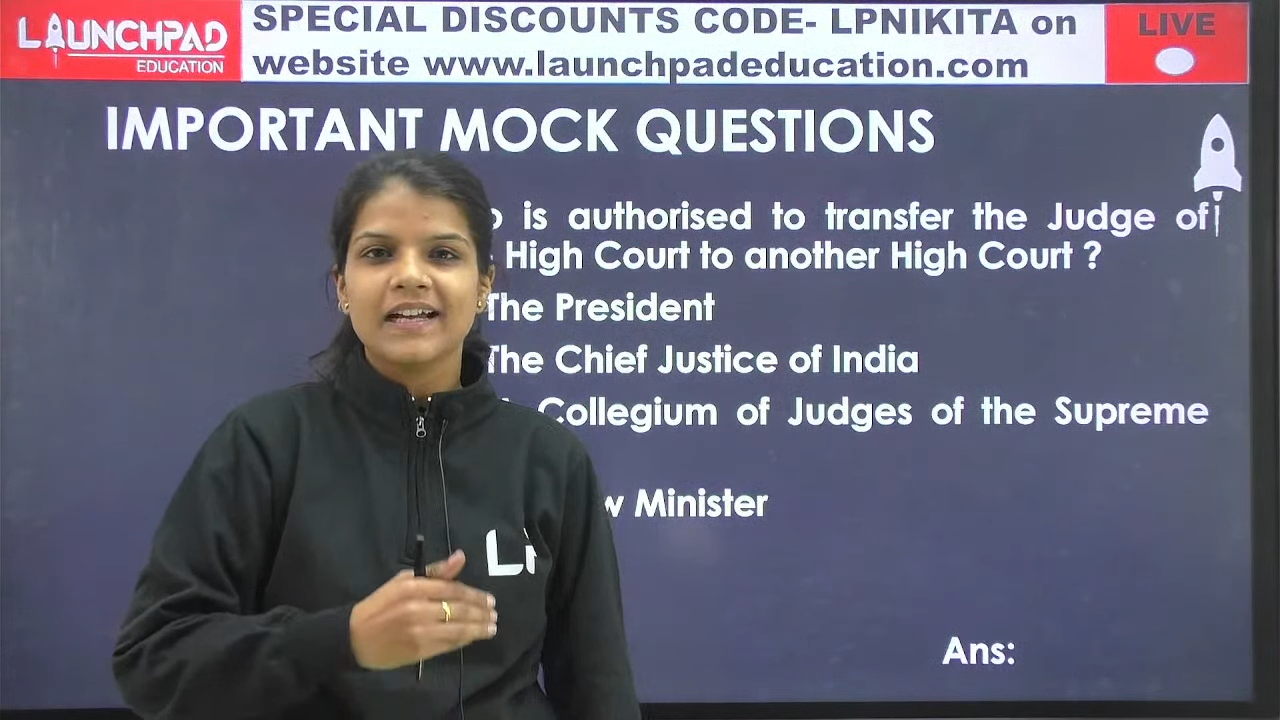 LAUNCHPAD
EDUCATION
SPECIAL DISCOUNTS CODE- LPNIKITA on
website www.launchpadeducation.com
LIVE
IMPORTANT MOCK QUESTIONS
is authorised to transfer the Judge of
High Court to another High Court ?
The President
The Chief Justice of India
Collegium of Judges of the Supreme
Minister
Ans: